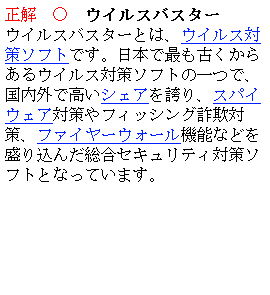 正解　○　ウイルスバスター
ウイルスバスターとは、ウイルス対
策ソフトです。日本で最も古くから
あるウイルス対策ソフトの一つで、
国内外で高いシェアを誇り、スパイ
ウェア対策やフィッシング詐欺対
策、ファイヤーウォール機能などを
盛り込んだ総合セキュリティ対策ソ
フトとなっています。